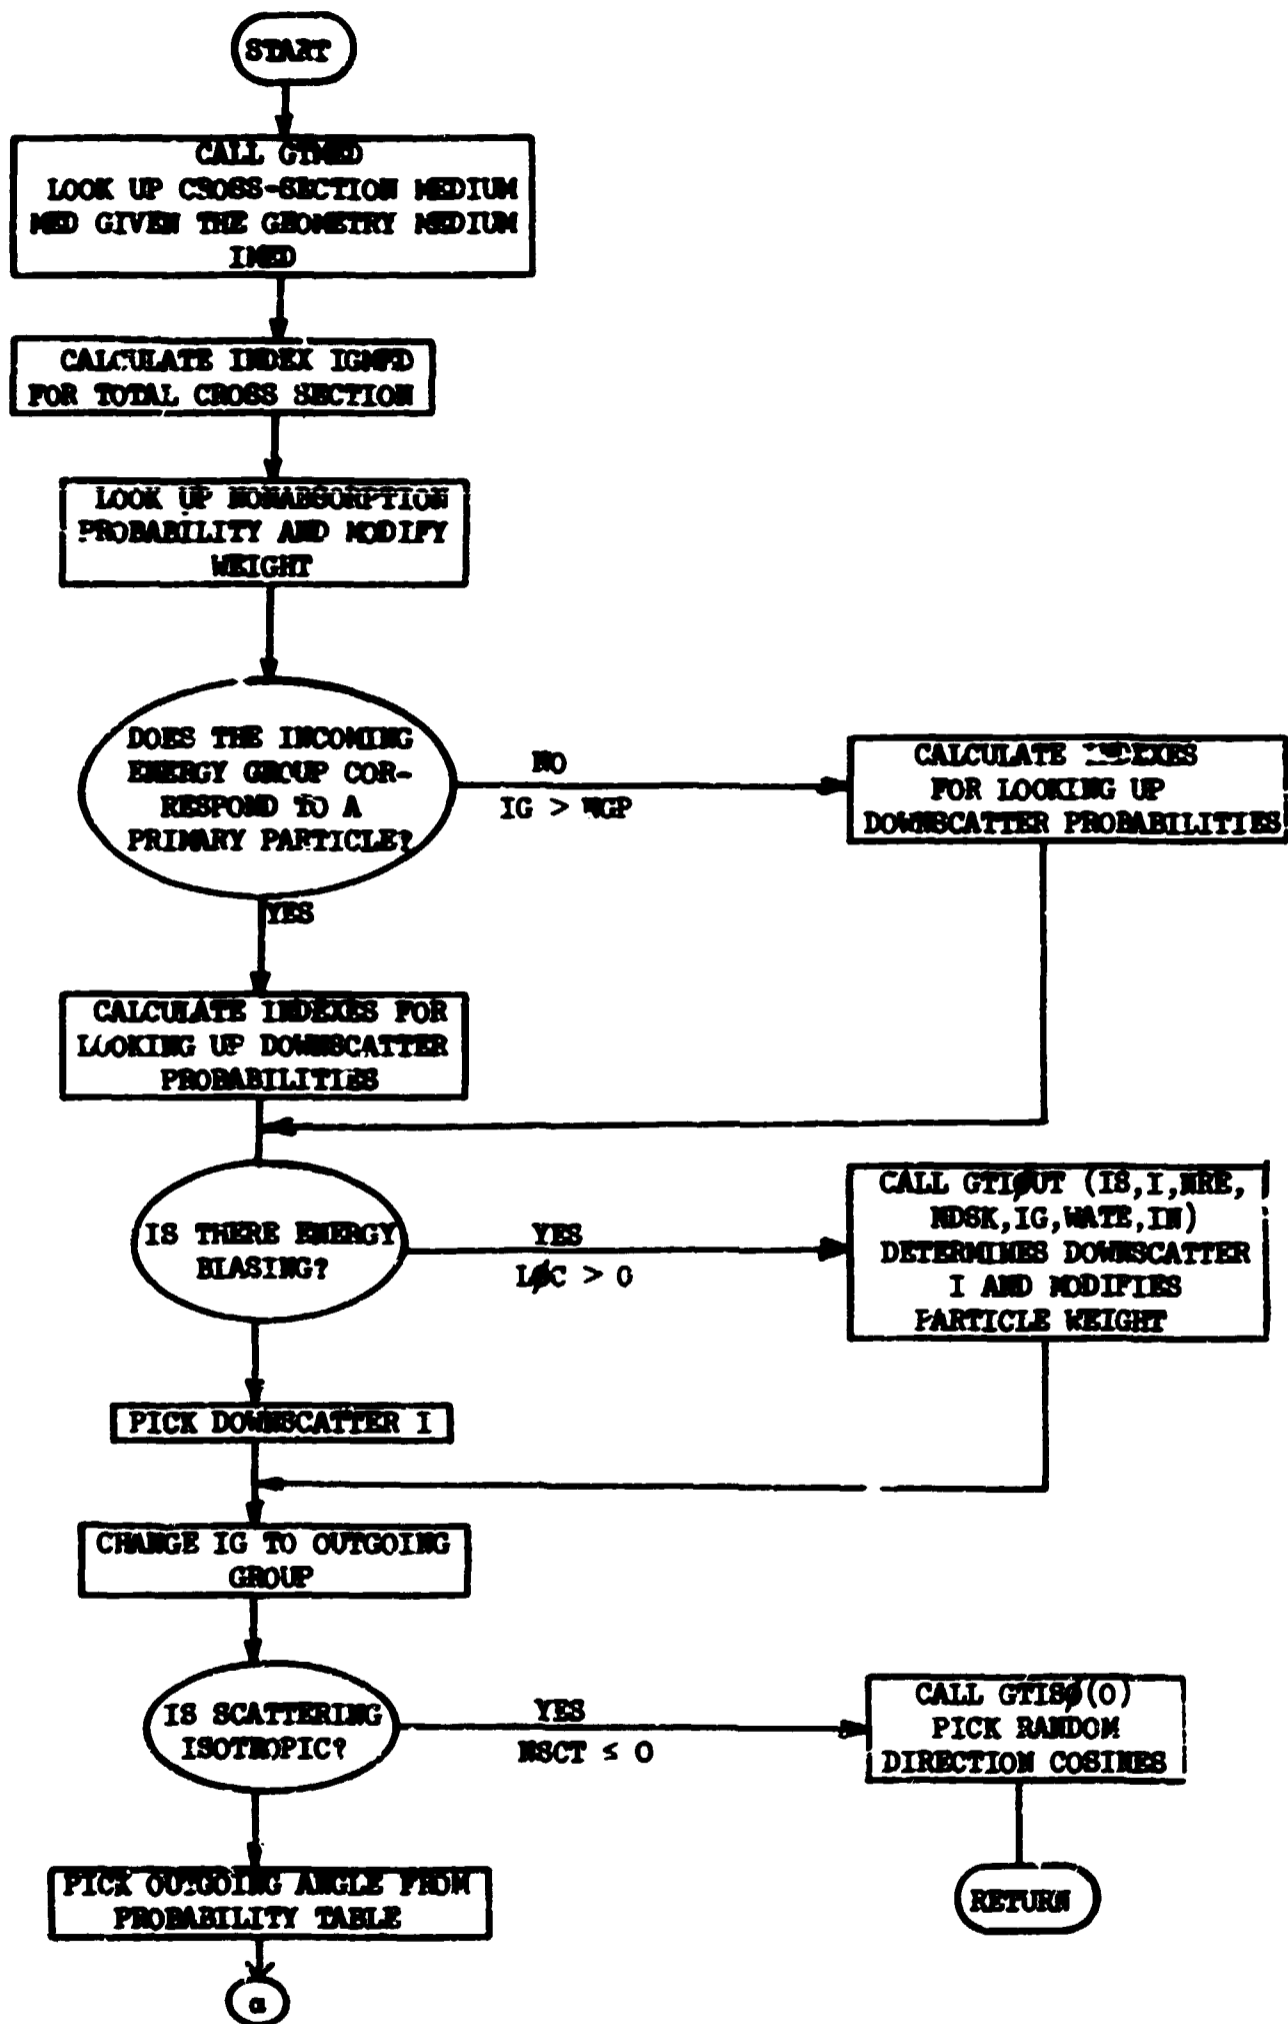 START
CALL GTMED
LOOK UP CROSS-SECTION MEDIUM
MED GIVEN THE GEOMETRY MEDIUM
IMED
CALCULATE INDEX IGMED
FOR TOTAL CROSS SECTION
LOOK UP NONABSORPTION
PROBABILITY AND MODIFY
WEIGHT
DOES THE INCOMING
ENERGY GROUP COR-
RESPOND TO A
PRIMARY PARTICLE?
NO
IG > NGP
CALCULATE INDEXES
FOR LOOKING UP
DOWNSCATTER PROBABILITIES
YES
CALCULATE INDEXES FOR
LOOKING UP DOWNSCATTER
PROBABILITIES
IS THERE ENERGY
BIASING?
YES
LØC > 0
CALL GTIØUT (IS,I,NRE,
NDSK,IG,WATE,IN)
DETERMINES DOWNSCATTER
I AND MODIFIES
PARTICLE WEIGHT
PICK DOWNSCATTER I
CHANGE IG TO OUTGOING
GROUP
IS SCATTERING
ISOTROPIC?
YES
NSCT ≤ 0
CALL GTISØ(0)
PICK RANDOM
DIRECTION COSINES
PICK OUTGOING ANGLE FROM
PROBABILITY TABLE
RETURN
α